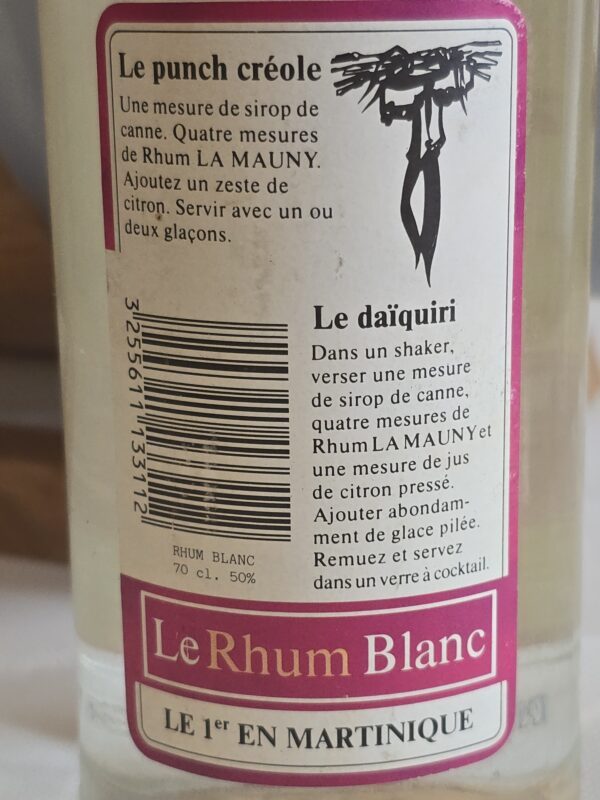 Le punch créole
Une mesure de sirop de
canne. Quatre mesures
de Rhum LA MAUNY.
Ajoutez un zeste de
citron. Servir avec un ou
deux glaçons.
3255611133112
RHUM BLANC
70 cl. 50%
Le daïquiri
Dans un shaker,
verser une mesure
de sirop de canne,
quatre mesures de
Rhum LA MAUNY et
une mesure de jus
de citron pressé.
Ajouter abondam-
ment de glace pilée.
Remuez et servez
dans un verre à cocktail.
Le Rhum Blanc
LE 1er EN MARTINIQUE